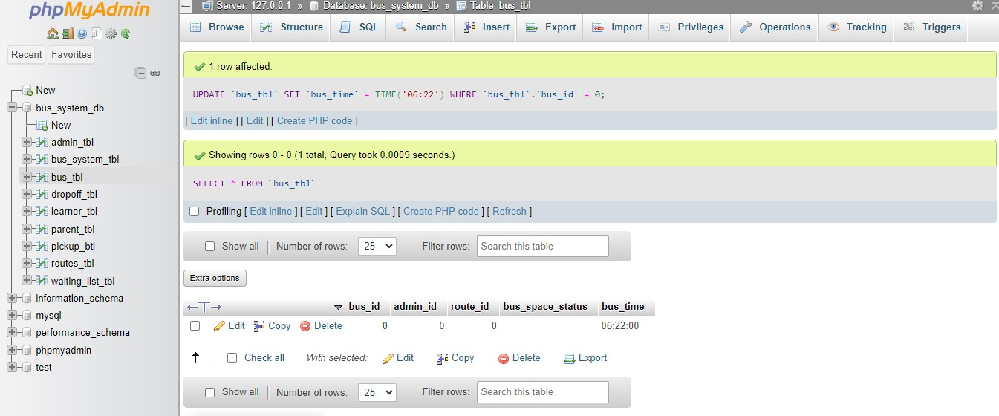 phpMyAdmin
Recent Favorites
New
bus_system_db
New
admin_tbl
bus_system_tbl
bus_tbl
dropoff_tbl
learner_tbl
parent_tbl
pickup_btl
routes_tbl
waiting_list_tbl
information_schema
mysql
performance_schema
phpmyadmin
test
Server: 127.0.0.1 » Database: bus_system_db » Table: bus_tbl
Browse Structure SQL Search Insert Export Import Privileges Operations Tracking Triggers
1 row affected.
UPDATE `bus_tbl` SET `bus_time` = TIME('06:22') WHERE `bus_tbl`.`bus_id` = 0;
[ Edit inline ] [ Edit ] [ Create PHP code ]
Showing rows 0 - 0 (1 total, Query took 0.0009 seconds.)
SELECT * FROM `bus_tbl`
Profiling [ Edit inline ] [ Edit ] [ Explain SQL ] [ Create PHP code ] [ Refresh ]
Show all Number of rows: 25 Filter rows: Search this table
Extra options
bus_id admin_id route_id bus_space_status bus_time
Edit Copy Delete 0 0 0 06:22:00
Check all With selected: Edit Copy Delete Export
Show all Number of rows: 25 Filter rows: Search this table